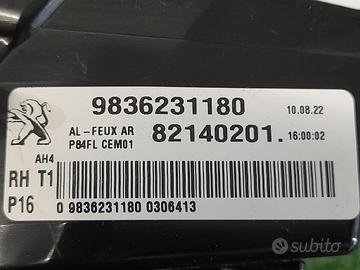 9836231180 10.08.22
AL-FEUX AR 82140201. 16:00:02
P84FL CEM01
AH4
RH T1
P16
0 9836231180 0306413
subito